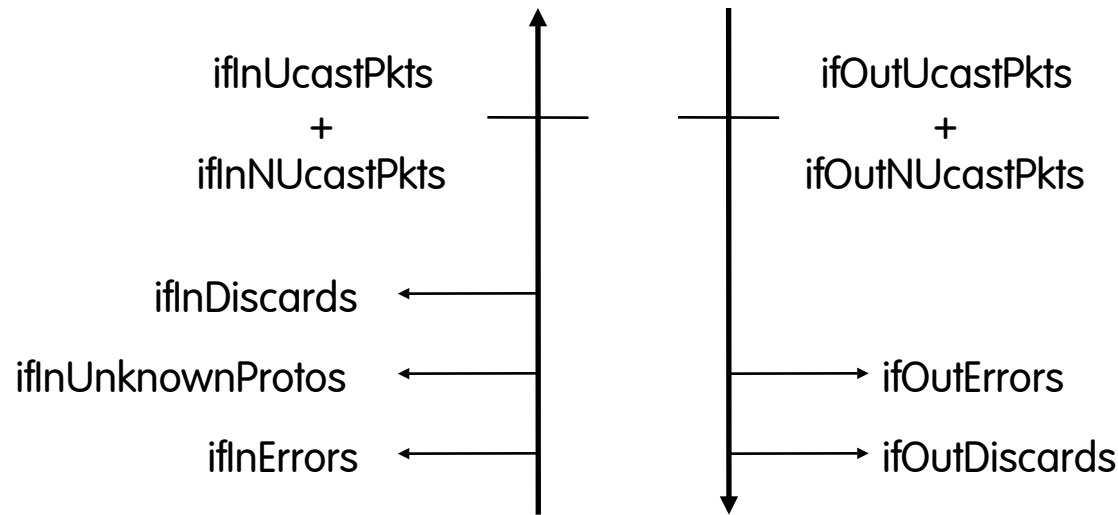 ifInUcastPkts
+
ifInNUcastPkts
ifInDiscards
ifInUnknownProtos
ifInErrors
ifOutUcastPkts
+
ifOutNUcastPkts
ifOutErrors
ifOutDiscards